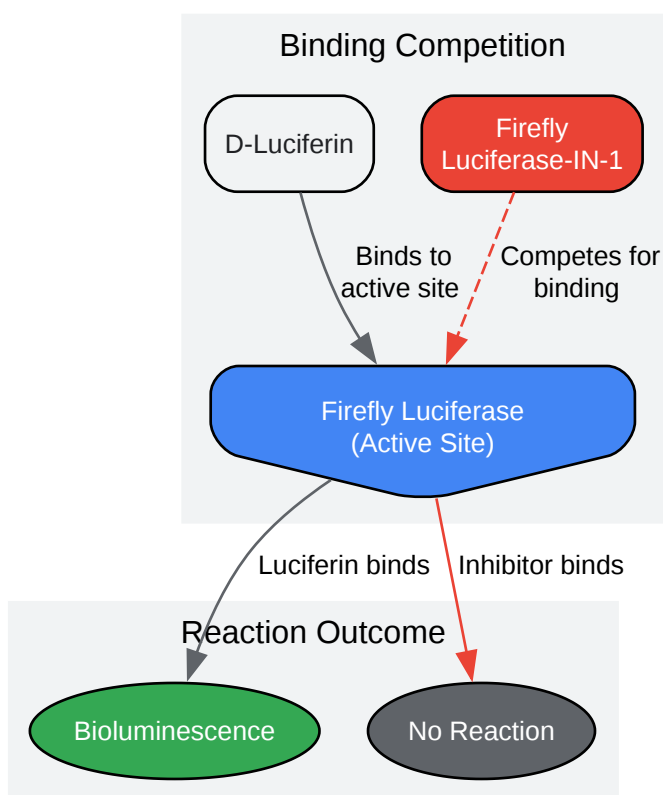 Binding Competition
D-Luciferin
Firefly
Luciferase-IN-1
Binds to
active site
Competes for
binding
Firefly Luciferase
(Active Site)
Luciferin binds
Inhibitor binds
Reaction Outcome
Bioluminescence
No Reaction